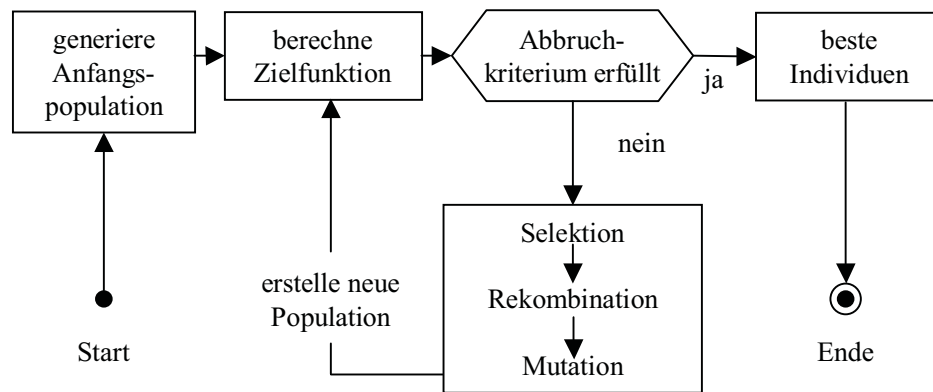 generiere
Anfangs-
population
berechne
Zielfunktion
Abbruch-
kriterium erfüllt
ja
beste
Individuen
nein
Selektion
Rekombination
Mutation
erstelle neue
Population
Start
Ende